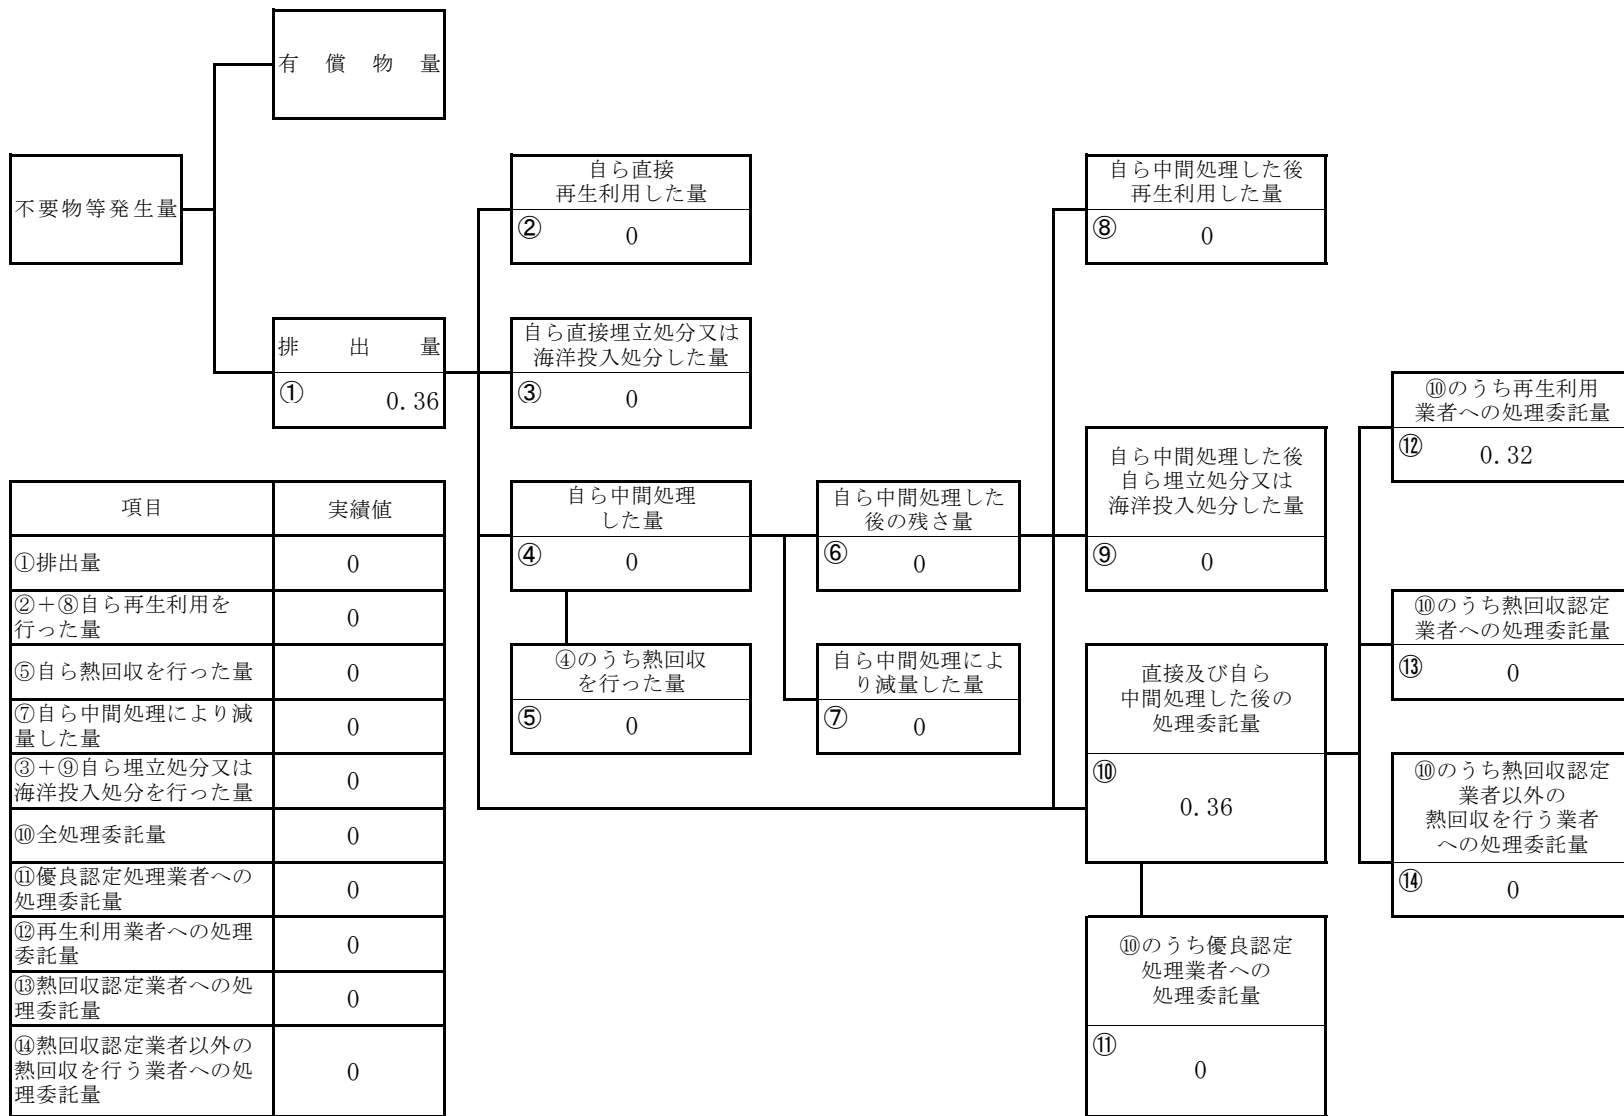 有償物量
不要物等発生量
排出量
① 0.36
自ら直接
再生利用した量
② 0
自ら直接埋立処分又は
海洋投入処分した量
③ 0
自ら中間処理
した量
④ 0
④のうち熱回収
を行った量
⑤ 0
自ら中間処理した
後の残さ量
⑥ 0
自ら中間処理によ
り減量した量
⑦ 0
自ら中間処理した後
再生利用した量
⑧ 0
自ら中間処理した後
自ら埋立処分又は
海洋投入処分した量
⑨ 0
直接及び自ら
中間処理した後の
処理委託量
⑩
0.36
⑩のうち優良認定
処理業者への
処理委託量
⑪
0
⑩のうち再生利用
業者への処理委託量
⑫ 0.32
⑩のうち熱回収認定
業者への処理委託量
⑬ 0
⑩のうち熱回収認定
業者以外の
熱回収を行う業者
への処理委託量
⑭ 0
項目 実績値
①排出量 0
②+⑧自ら再生利用を
行った量 0
⑤自ら熱回収を行った量 0
⑦自ら中間処理により減
量した量 0
③+⑨自ら埋立処分又は
海洋投入処分を行った量 0
⑩全処理委託量 0
⑪優良認定処理業者への
処理委託量 0
⑫再生利用業者への処理
委託量 0
⑬熱回収認定業者への処
理委託量 0
⑭熱回収認定業者以外の
熱回収を行う業者への処
理委託量 0